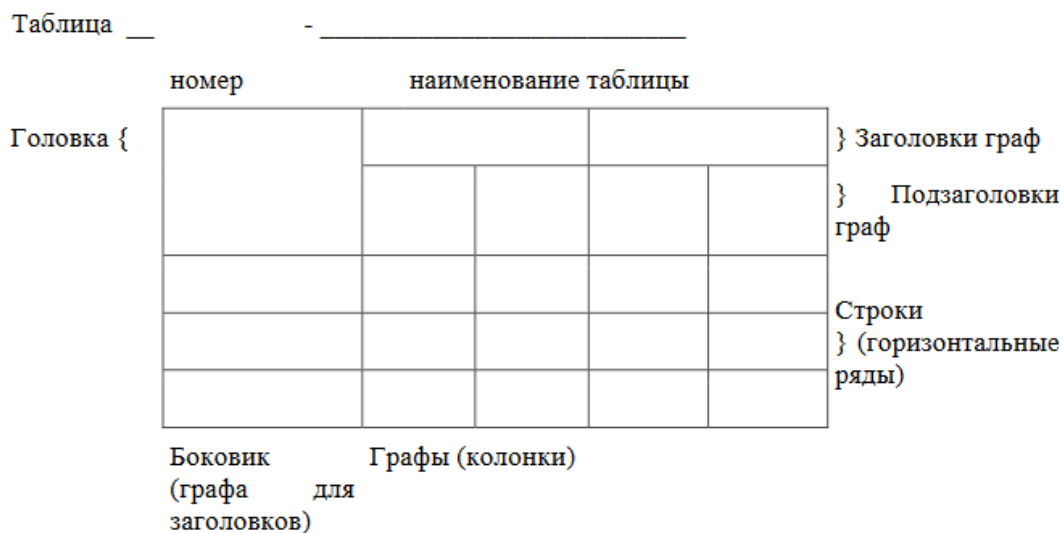 Таблица __ - __________________________
номер наименование таблицы
Головка { } Заголовки граф
} Подзаголовки
граф
Строки
} (горизонтальные
ряды)
Боковик Графы (колонки)
(графа для
заголовков)